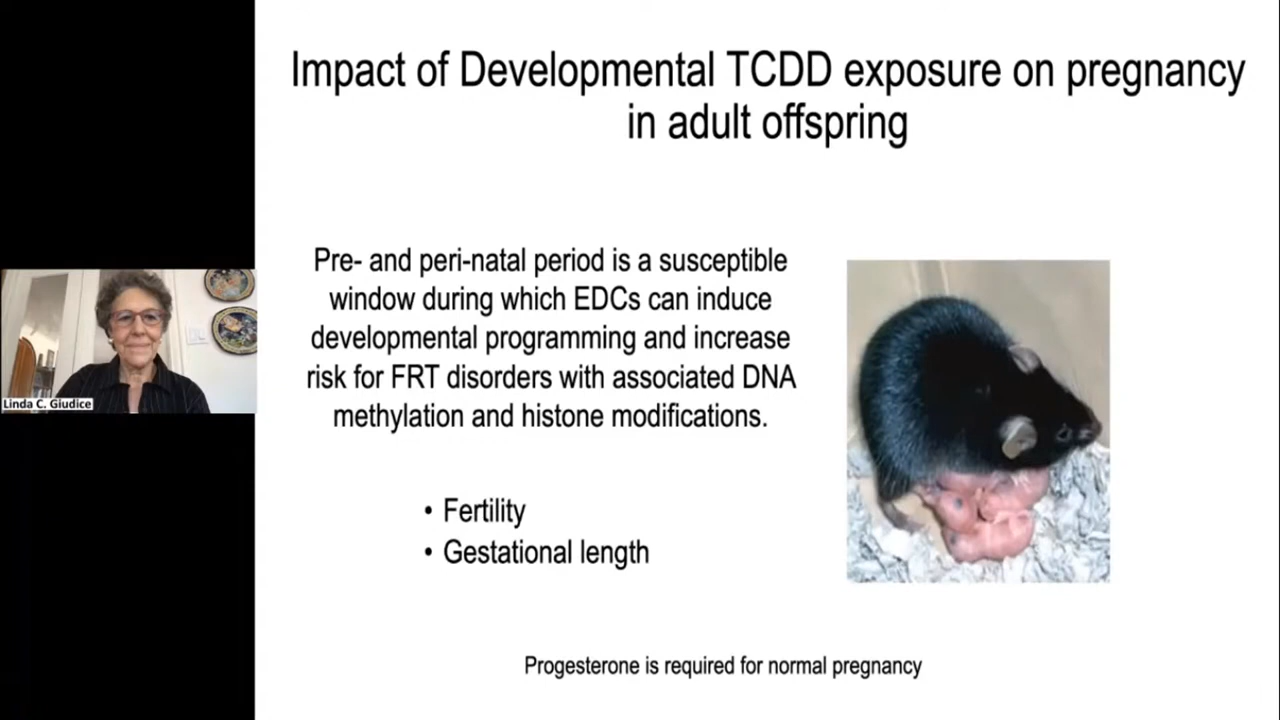 Impact of Developmental TCDD exposure on pregnancy
in adult offspring
Pre- and peri-natal period is a susceptible
window during which EDCs can induce
developmental programming and increase
risk for FRT disorders with associated DNA
methylation and histone modifications.
• Fertility
• Gestational length
Progesterone is required for normal pregnancy
Linda C. Giudice